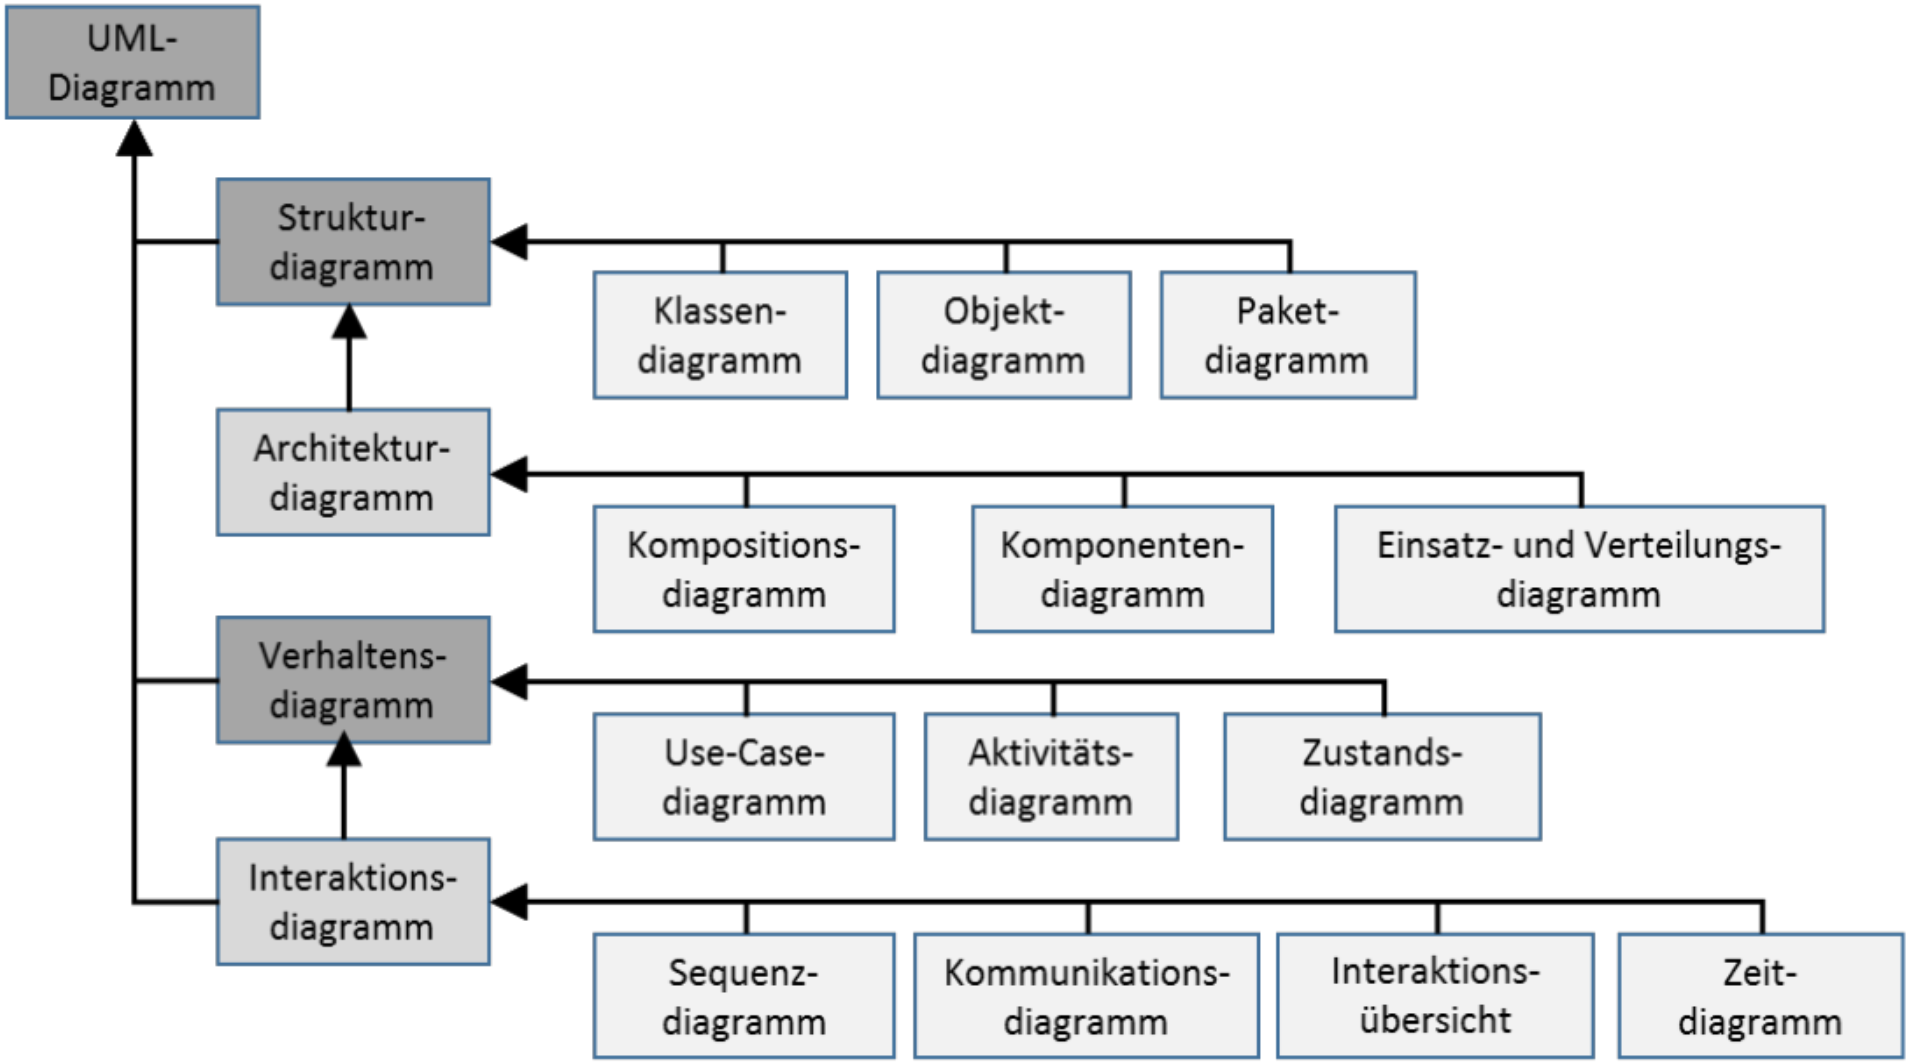 UML-
Diagramm
Struktur-
diagramm
Klassen-
diagramm
Objekt-
diagramm
Paket-
diagramm
Architektur-
diagramm
Kompositions-
diagramm
Komponenten-
diagramm
Einsatz- und Verteilungs-
diagramm
Verhaltens-
diagramm
Use-Case-
diagramm
Aktivitäts-
diagramm
Zustands-
diagramm
Interaktions-
diagramm
Sequenz-
diagramm
Kommunikations-
diagramm
Interaktions-
übersicht
Zeit-
diagramm